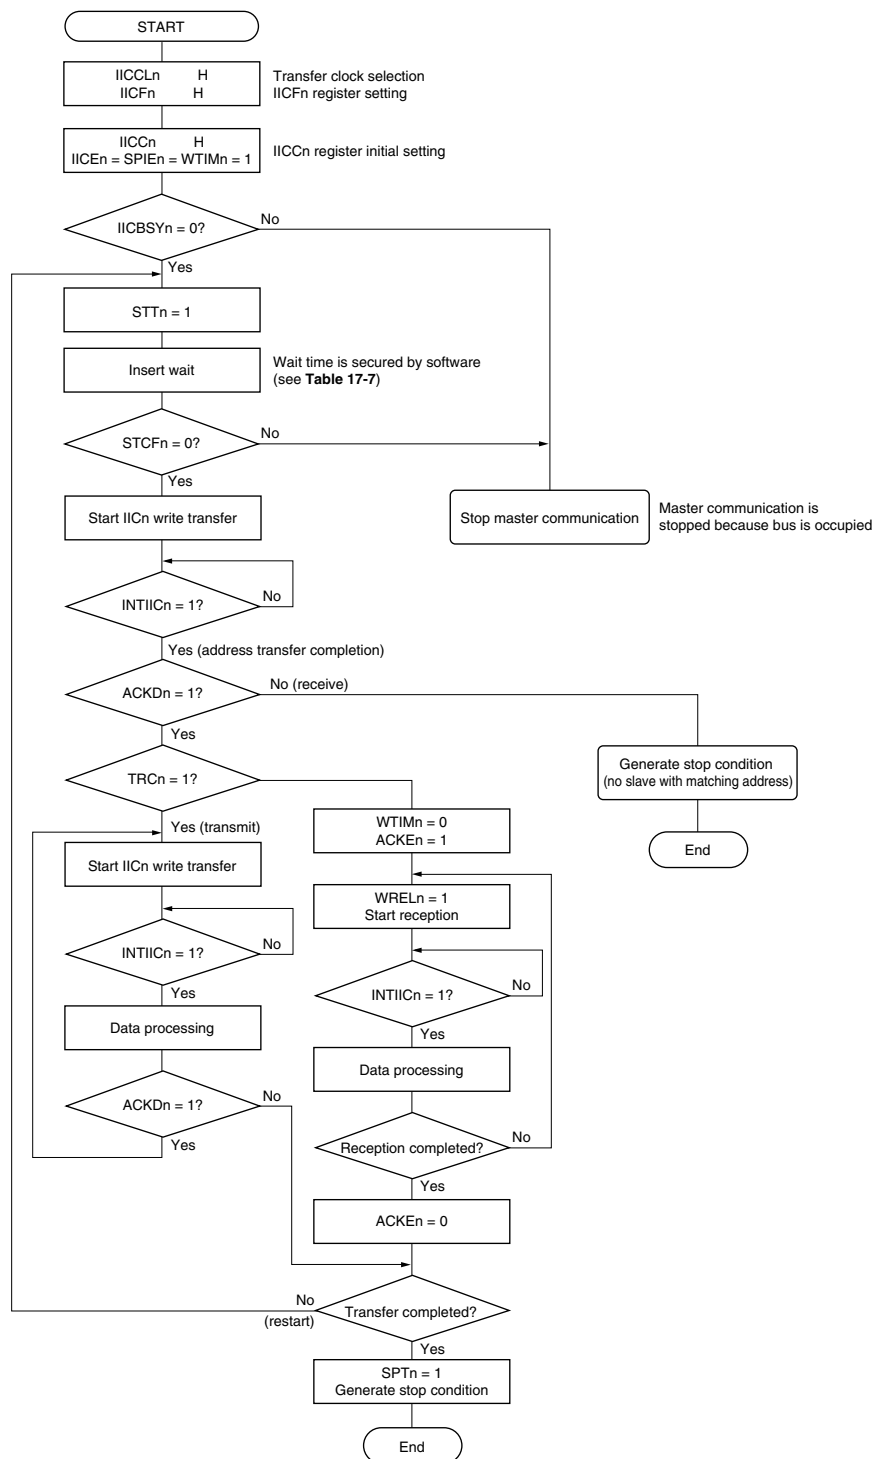 START
IICCLn H
IICFn H
Transfer clock selection
IICFn register setting
IICCn H
IICEn = SPIEn = WTIMn = 1
IICCn register initial setting
IICBSYn = 0?
No
Yes
STTn = 1
Insert wait
Wait time is secured by software
(see Table 17-7)
STCFn = 0?
No
Yes
Start IICn write transfer
Stop master communication
Master communication is
stopped because bus is occupied
INTIICn = 1?
No
Yes (address transfer completion)
ACKDn = 1?
No (receive)
Yes
Generate stop condition
(no slave with matching address)
End
TRCn = 1?
Yes (transmit)
WTIMn = 0
ACKEn = 1
Start IICn write transfer
WRELn = 1
Start reception
INTIICn = 1?
No
Yes
INTIICn = 1?
No
Yes
Data processing
Data processing
ACKDn = 1?
No
Yes
Reception completed?
No
Yes
ACKEn = 0
Transfer completed?
No
(restart)
Yes
SPTn = 1
Generate stop condition
End